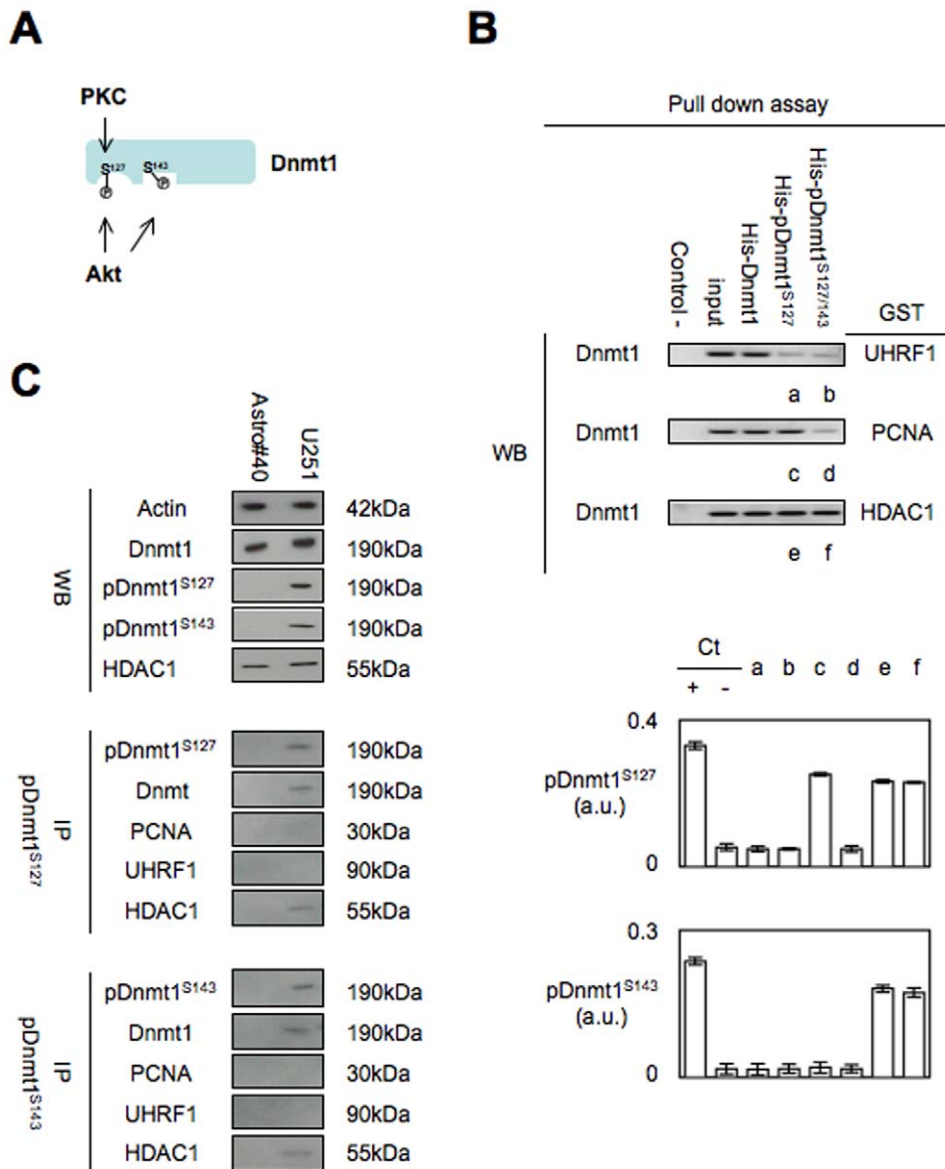 A
PKC
S127
S143
P
P
Dnmt1
Akt
B
Pull down assay
Control -
input
His-Dnmt1
His-pDnmt1S127
His-pDnmt1S127/143
GST
WB
Dnmt1 UHRF1
a b
Dnmt1 PCNA
c d
Dnmt1 HDAC1
e f
Ct a b c d e f
+ -
0.4
pDnmt1S127
(a.u.)
0
0.3
pDnmt1S143
(a.u.)
0
C
Astro#40
U251
WB
Actin 42kDa
Dnmt1 190kDa
pDnmt1S127 190kDa
pDnmt1S143 190kDa
HDAC1 55kDa
IP
pDnmt1S127
pDnmt1S127 190kDa
Dnmt 190kDa
PCNA 30kDa
UHRF1 90kDa
HDAC1 55kDa
IP
pDnmt1S143
pDnmt1S143 190kDa
Dnmt1 190kDa
PCNA 30kDa
UHRF1 90kDa
HDAC1 55kDa